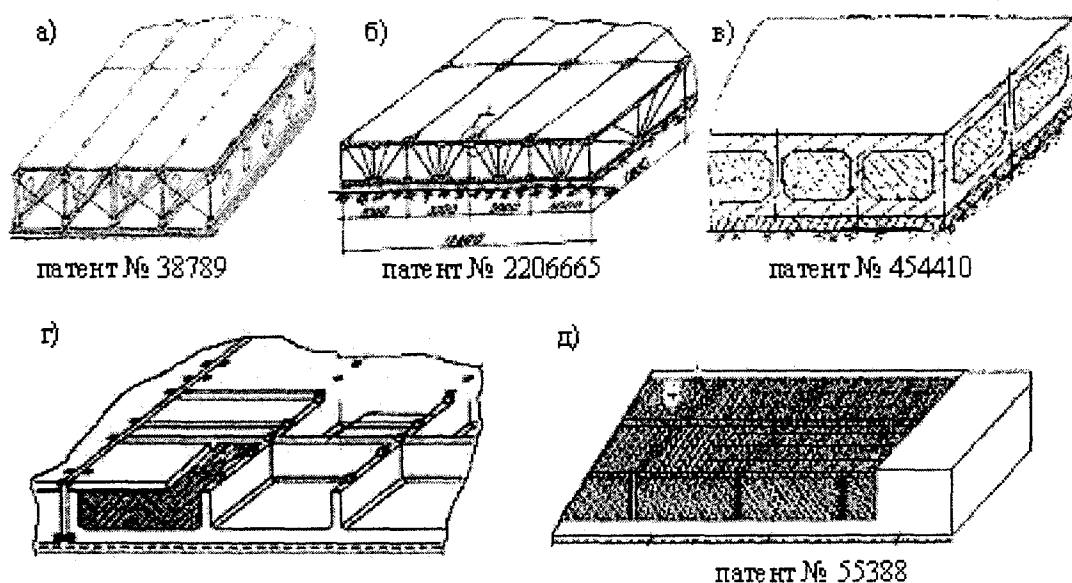 а)
б)
в)
патент № 38789
патент № 2206665
патент № 454410
г)
д)
патент № 55388